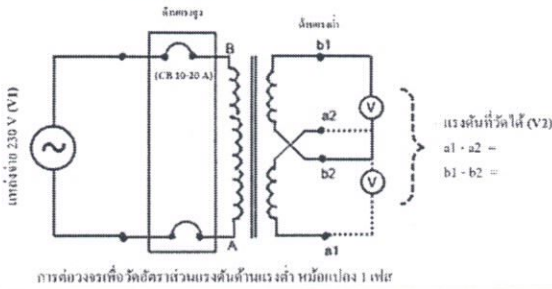 ด้านแรงสูง
ด้านแรงต่ำ
แหล่งจ่าย 230 V (V1)
(CB 10-20 A)
B
A
b1
a2
b2
a1
V
V
แรงดันที่วัดได้ (V2)
a1 - a2 =
b1 - b2 =
การต่อวงจรเพื่อวัดอัตราส่วนแรงดันด้านแรงต่ำ หม้อแปลง 1 เฟส